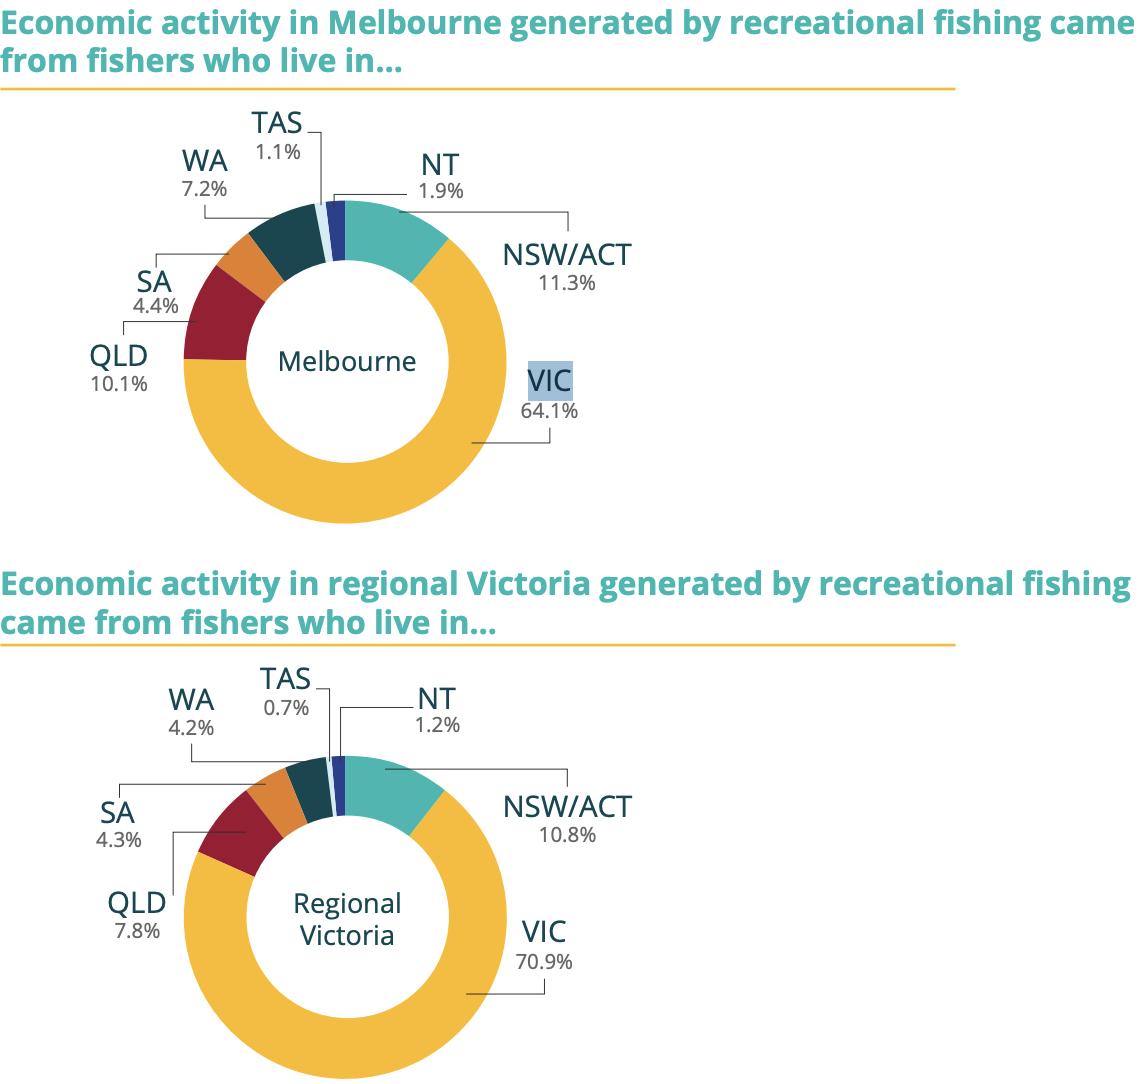 Economic activity in Melbourne generated by recreational fishing came
from fishers who live in...
TAS
1.1%
WA
7.2%
NT
1.9%
NSW/ACT
11.3%
SA
4.4%
QLD
10.1%
Melbourne
VIC
64.1%
Economic activity in regional Victoria generated by recreational fishing
came from fishers who live in...
TAS
0.7%
WA
4.2%
NT
1.2%
NSW/ACT
10.8%
SA
4.3%
QLD
7.8%
Regional
Victoria
VIC
70.9%